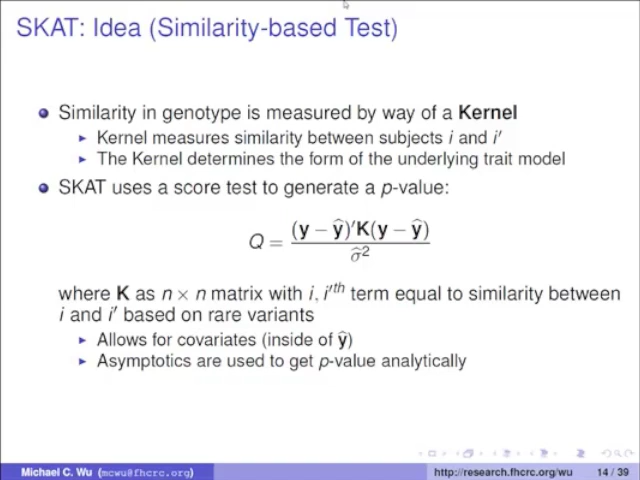 SKAT: Idea (Similarity-based Test)
Similarity in genotype is measured by way of a Kernel
Kernel measures similarity between subjects i and i′
The Kernel determines the form of the underlying trait model
SKAT uses a score test to generate a p-value:
Q = (y − ŷ)′K(y − ŷ) / σ̂²
where K as n × n matrix with i, i′ᵗʰ term equal to similarity between
i and i′ based on rare variants
Allows for covariates (inside of ŷ)
Asymptotics are used to get p-value analytically
Michael C. Wu (mcwu@fhcrc.org) http://research.fhcrc.org/wu 14 / 39